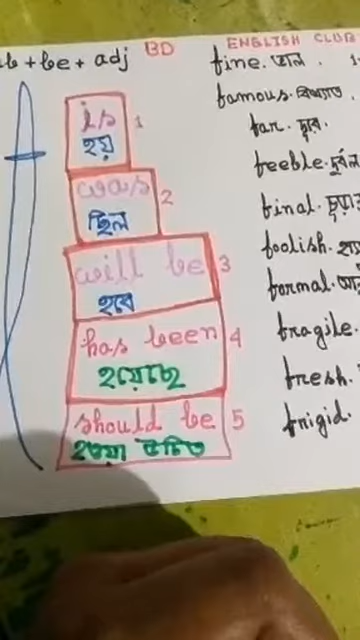 b + be + adj BD
ENGLISH CLUB
is 1
হয়
was 2
ছিল
will be 3
হবে
has been 4
হয়েছে
should be 5
হওয়া উচিত
fine. ভাল . 1-
famous. বিখ্যাত .
far. দূর.
feeble. দুর্বল
final. চূড়া
foolish.
formal.
fragile.
fresh.
frigid.